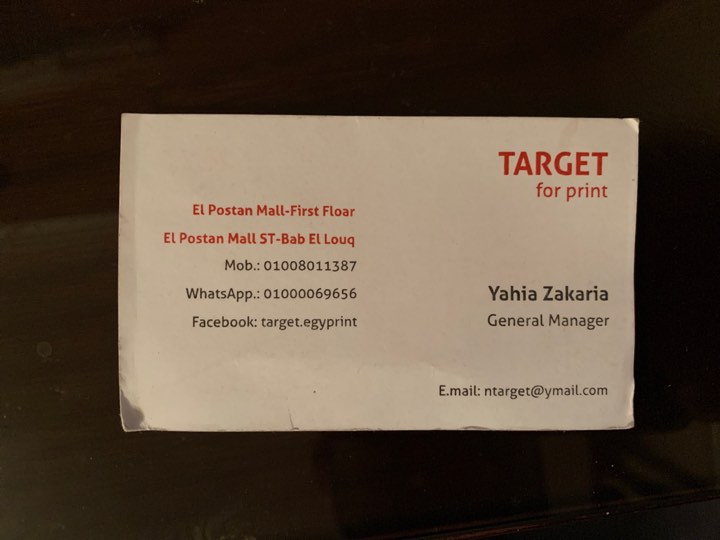 TARGET
for print
El Postan Mall-First Floar
El Postan Mall ST-Bab El Louq
Mob.: 01008011387
WhatsApp.: 01000069656
Facebook: target.egyprint
Yahia Zakaria
General Manager
E.mail: ntarget@ymail.com